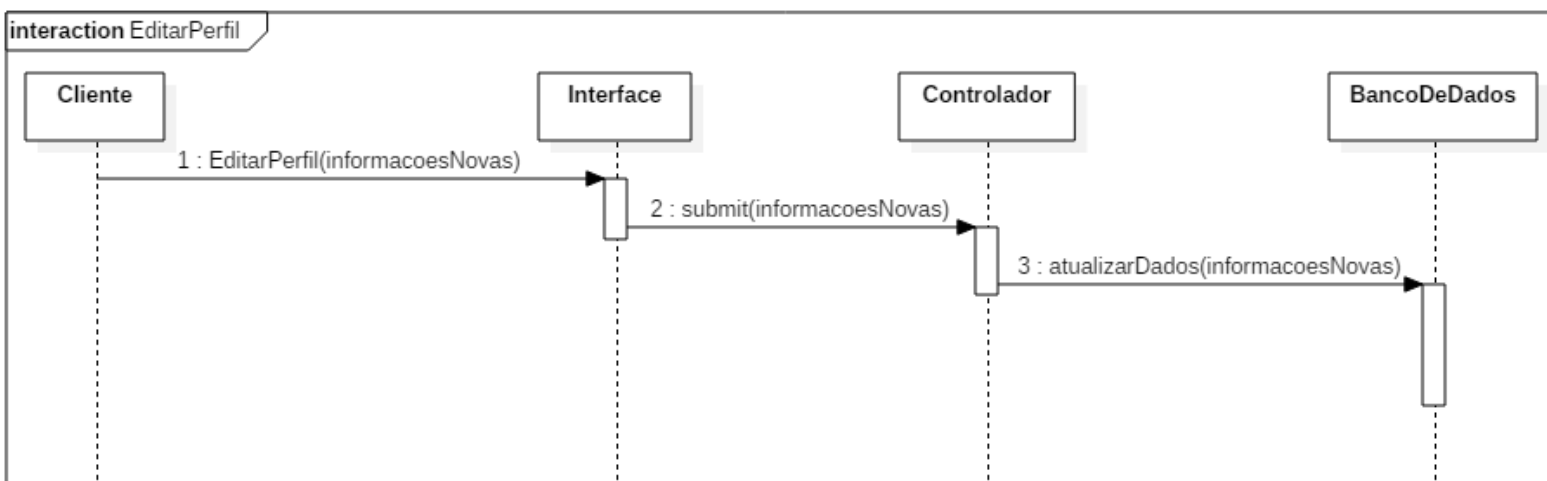 interaction EditarPerfil
Cliente
Interface
Controlador
BancoDeDados
1 : EditarPerfil(informacoesNovas)
2 : submit(informacoesNovas)
3 : atualizarDados(informacoesNovas)